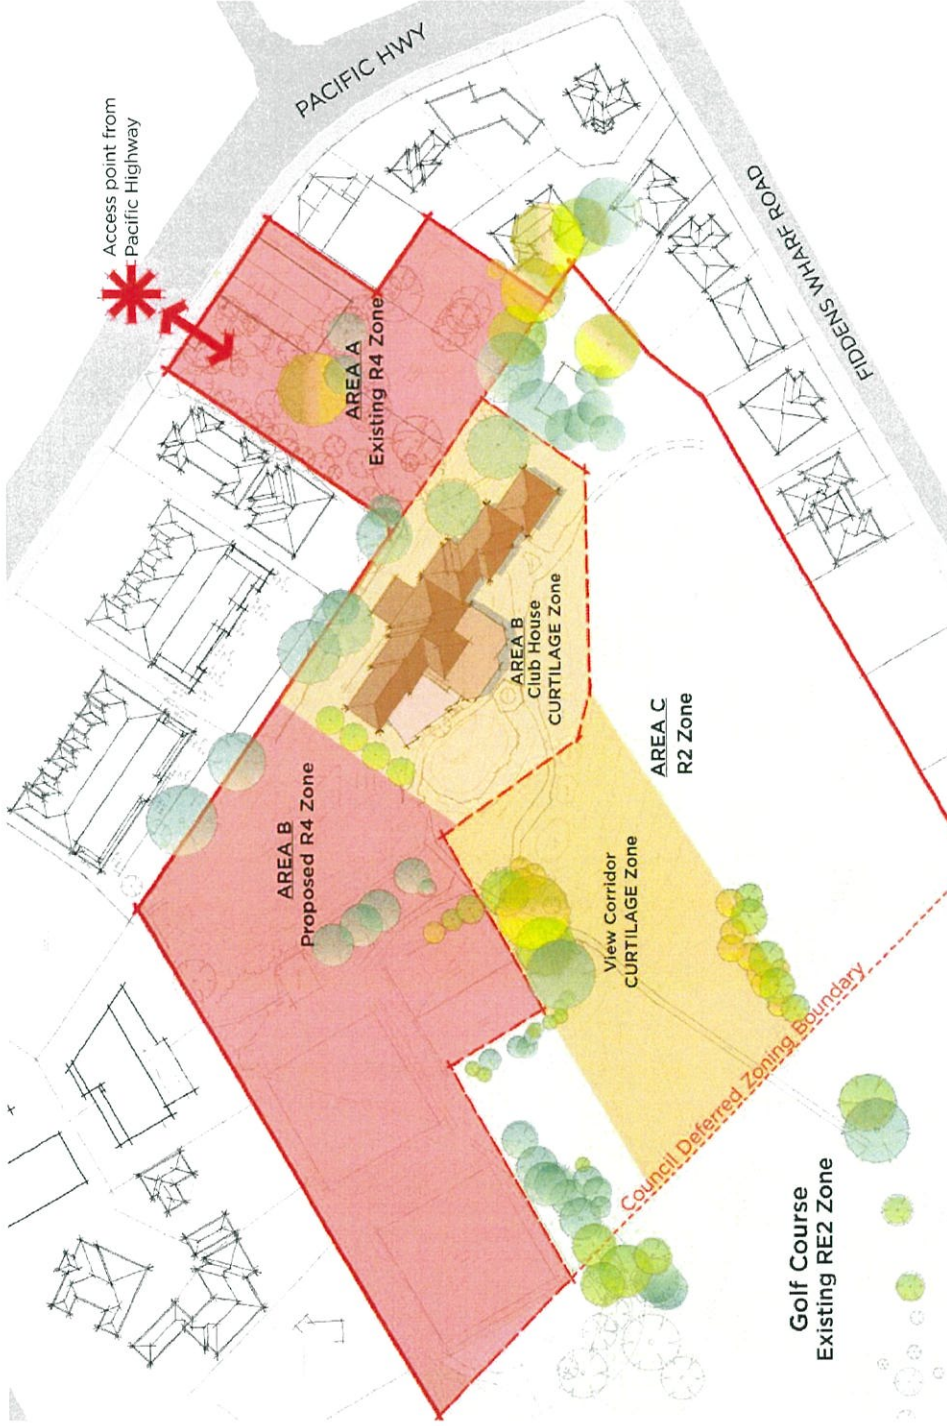 Access point from
Pacific Highway
PACIFIC HWY
FIDDENS WHARF ROAD
AREA A
Existing R4 Zone
AREA B
Club House
CURTILAGE Zone
AREA C
R2 Zone
AREA B
Proposed R4 Zone
View Corridor
CURTILAGE Zone
Council Deferred Zoning Boundary
Golf Course
Existing RE2 Zone